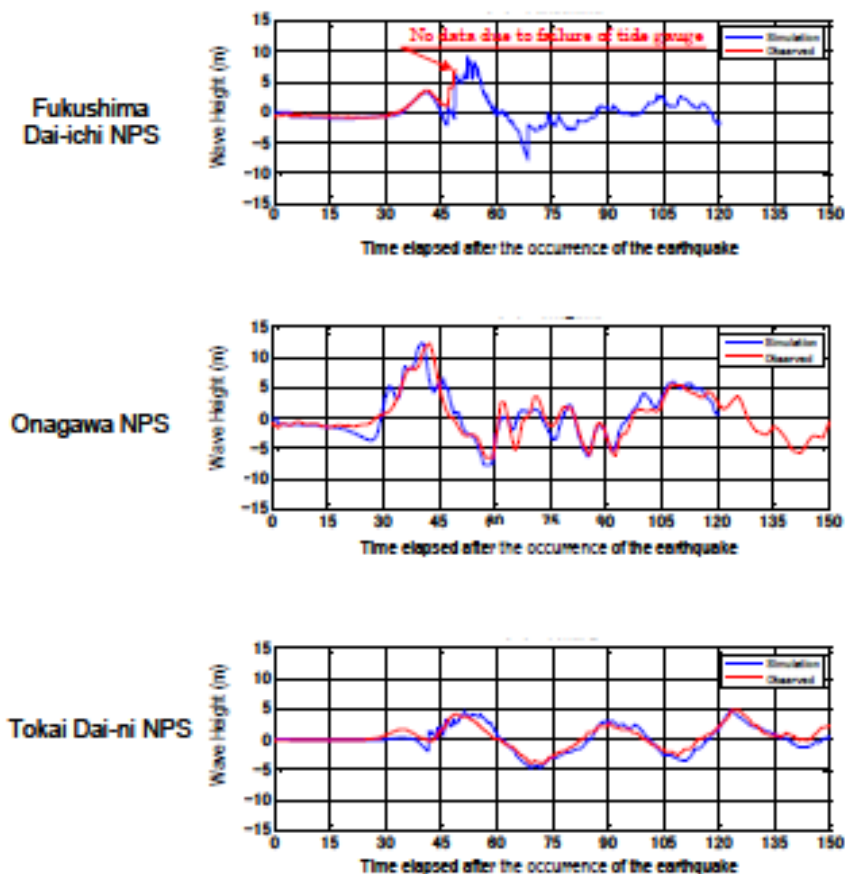 No data due to failure of tide gauge
Simulation
Observed
Fukushima
Dai-ichi NPS
Wave Height (m)
15
10
5
0
−5
−10
−15
0 15 30 45 60 75 90 105 120 135 150
Time elapsed after the occurrence of the earthquake
Simulation
Observed
Onagawa NPS
Wave Height (m)
15
10
5
0
−5
−10
−15
0 15 30 45 60 75 90 105 120 135 150
Time elapsed after the occurrence of the earthquake
Simulation
Observed
Tokai Dai-ni NPS
Wave Height (m)
15
10
5
0
−5
−10
−15
0 15 30 45 60 75 90 105 120 135 150
Time elapsed after the occurrence of the earthquake